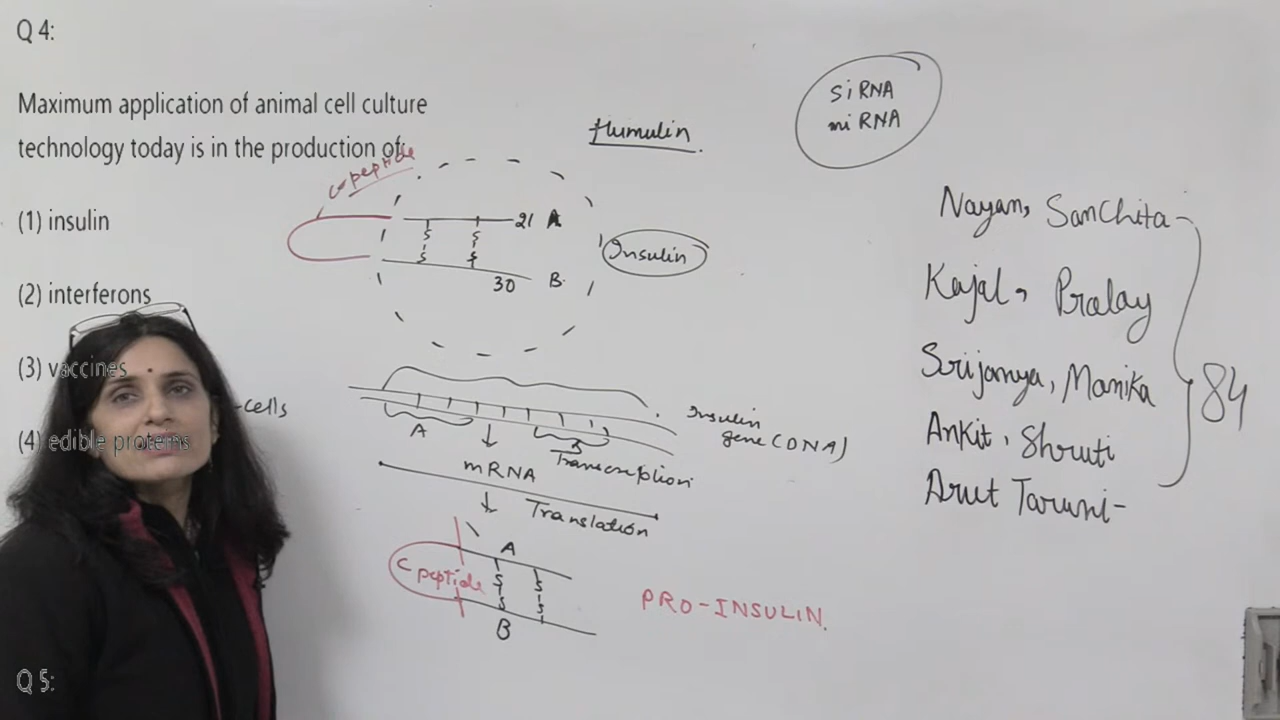 Q 4:
Maximum application of animal cell culture
technology today is in the production of:
(1) insulin
(2) interferons
(3) vaccines
(4) edible proteins
Q 5:
Humulin
siRNA
miRNA
C-peptide
21 A
S S
S S
30 B
Insulin
-cells
A
B
Insulin
gene (DNA)
Transcription
mRNA
Translation
A
C peptide
S S
S S
B
PRO-INSULIN.
Nayan, Sanchita
Kajal, Pralay
Srijanya, Manika
Ankit, Shruti
Arut Taruni
84